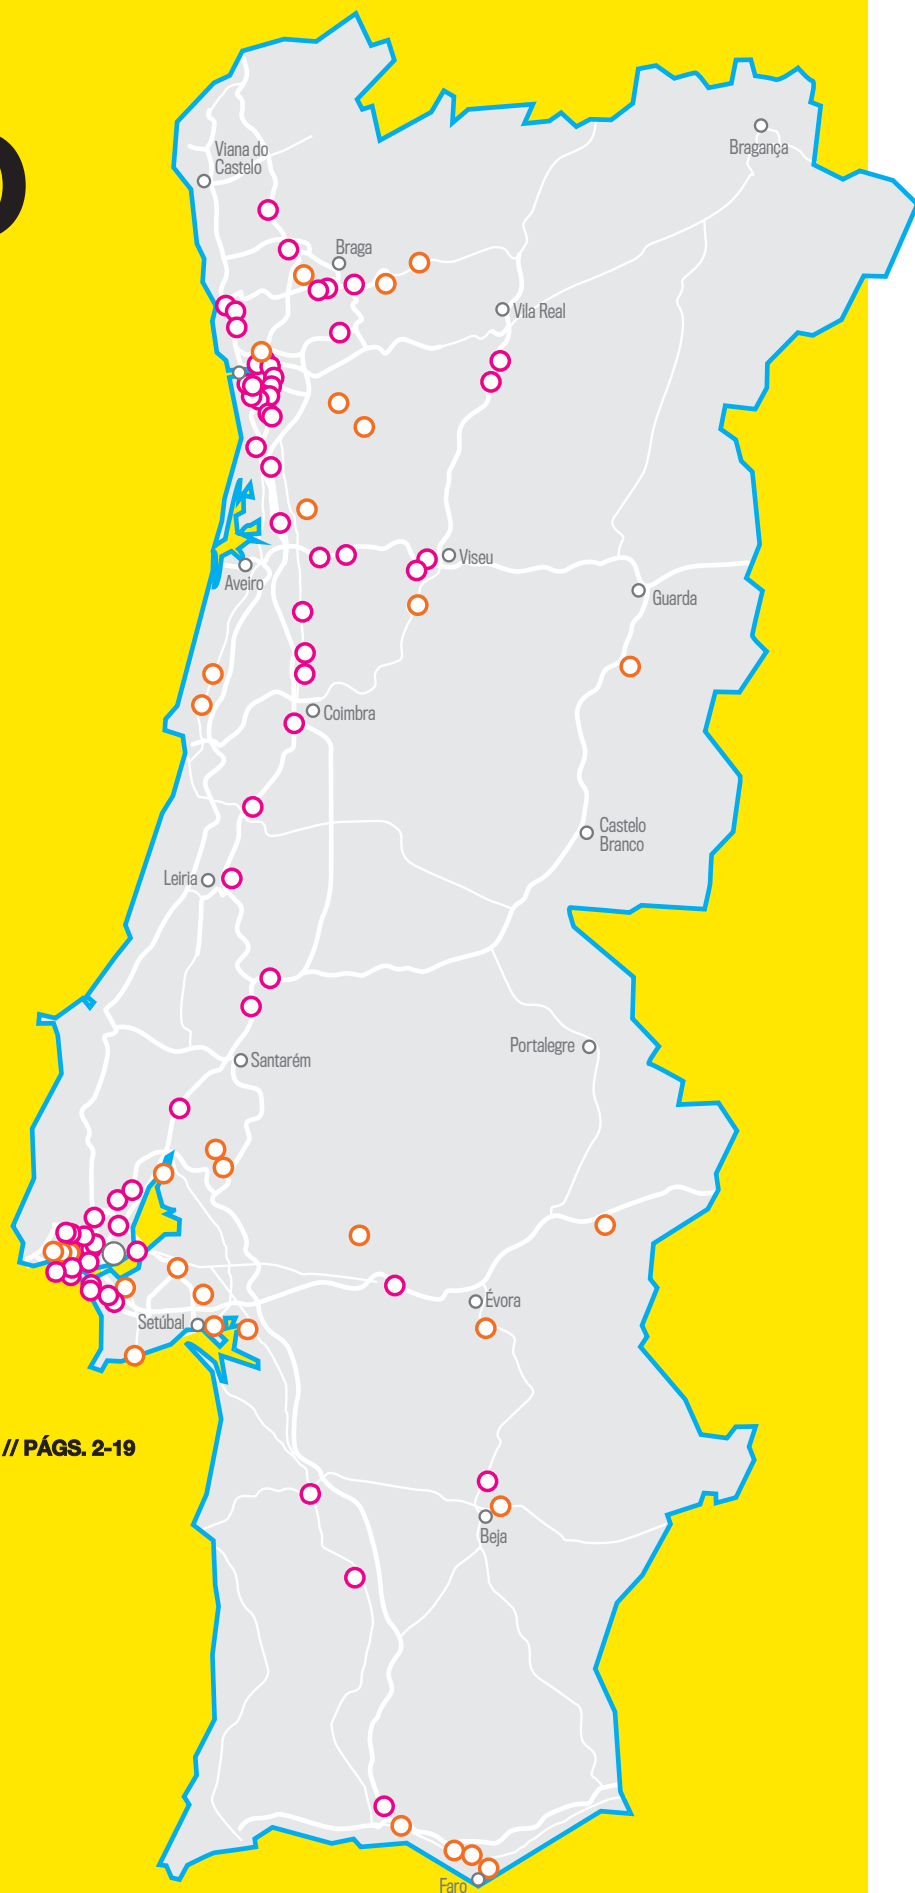 Bragança
Viana do
Castelo
Braga
Vila Real
Viseu
Aveiro
Guarda
Coimbra
Castelo
Branco
Leiria
Portalegre
Santarém
Évora
Setúbal
// PÁGS. 2-19
Beja
Faro